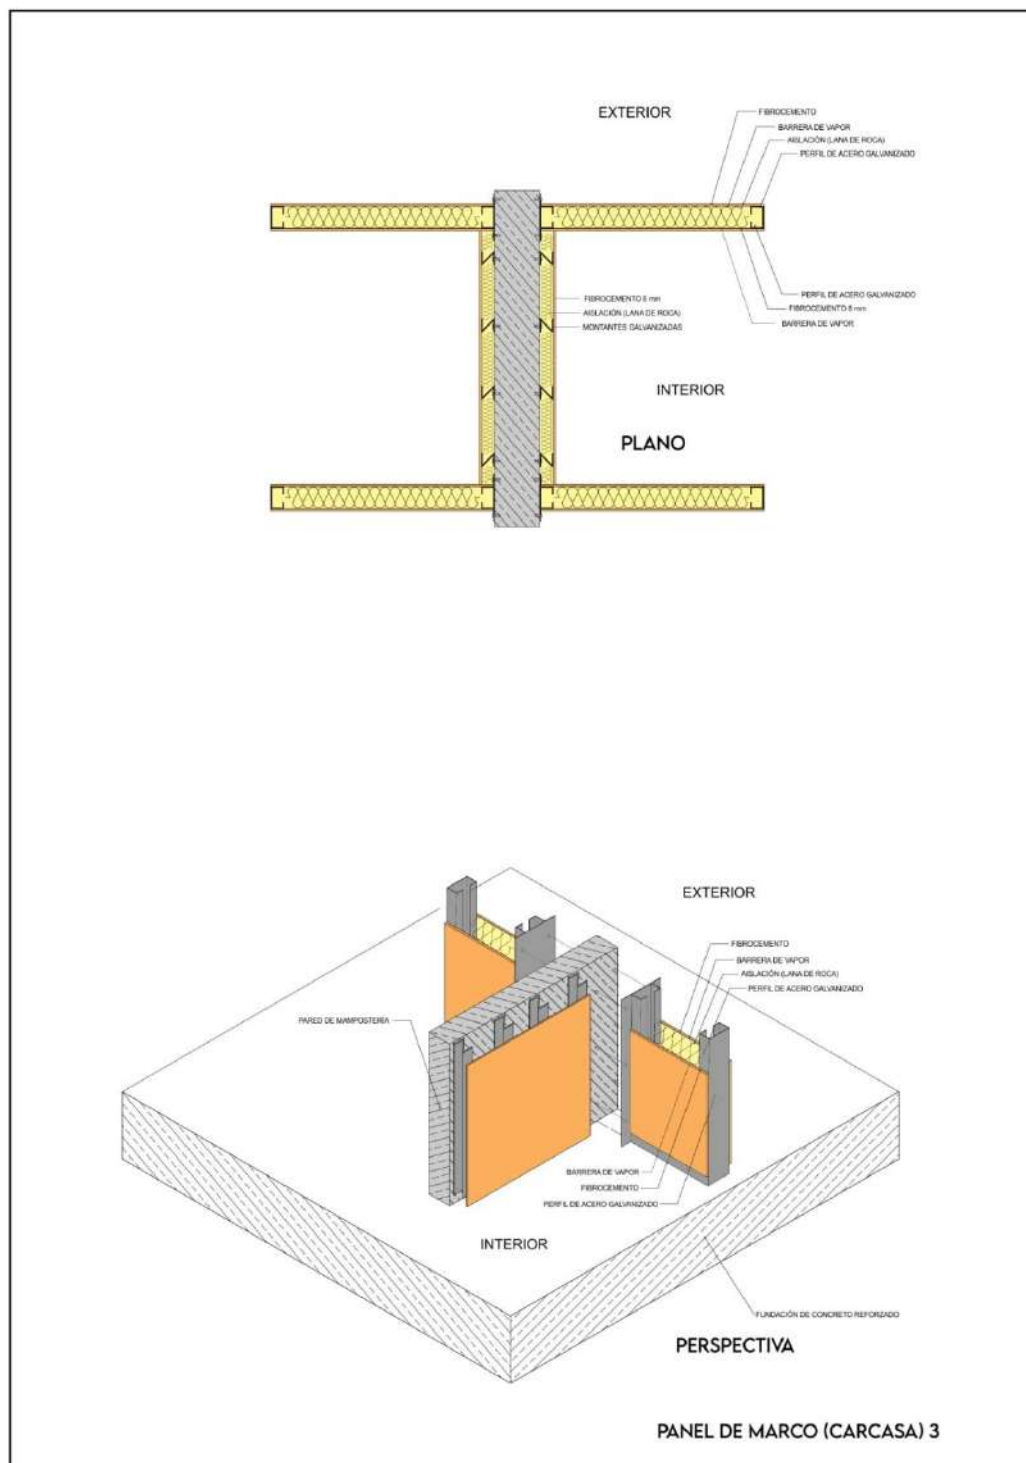 EXTERIOR
FIBROCEMENTO
BARRERA DE VAPOR
AISLACIÓN (LANA DE ROCA)
PERFIL DE ACERO GALVANIZADO
PERFIL DE ACERO GALVANIZADO
FIBROCEMENTO 6 mm
BARRERA DE VAPOR
FIBROCEMENTO 6 mm
AISLACIÓN (LANA DE ROCA)
MONTANTES GALVANIZADAS
INTERIOR
PLANO
EXTERIOR
FIBROCEMENTO
BARRERA DE VAPOR
AISLACIÓN (LANA DE ROCA)
PERFIL DE ACERO GALVANIZADO
PARED DE MAMPOSTERÍA
BARRERA DE VAPOR
FIBROCEMENTO
PERFIL DE ACERO GALVANIZADO
INTERIOR
FUNDACIÓN DE CONCRETO REFORZADO
PERSPECTIVA
PANEL DE MARCO (CARCASA) 3